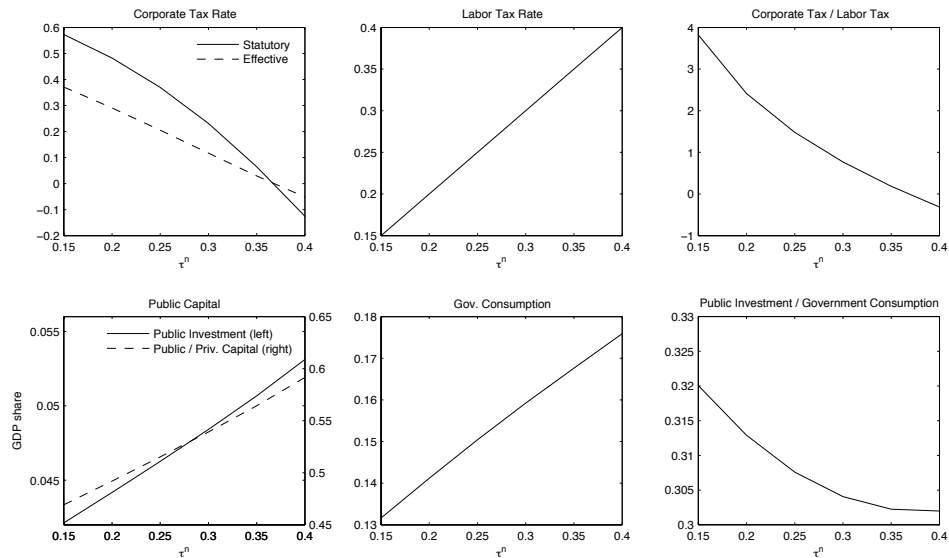 Corporate Tax Rate
0.6
0.5
0.4
0.3
0.2
0.1
0
−0.1
−0.2
Statutory
Effective
0.15 0.2 0.25 0.3 0.35 0.4
τⁿ
Labor Tax Rate
0.4
0.35
0.3
0.25
0.2
0.15
0.15 0.2 0.25 0.3 0.35 0.4
τⁿ
Corporate Tax / Labor Tax
4
3
2
1
0
−1
0.15 0.2 0.25 0.3 0.35 0.4
τⁿ
Public Capital
GDP share
0.055
0.05
0.045
Public Investment (left)
Public / Priv. Capital (right)
0.65
0.6
0.55
0.5
0.45
0.15 0.2 0.25 0.3 0.35 0.4
τⁿ
Gov. Consumption
0.18
0.17
0.16
0.15
0.14
0.13
0.15 0.2 0.25 0.3 0.35 0.4
τⁿ
Public Investment / Government Consumption
0.33
0.325
0.32
0.315
0.31
0.305
0.3
0.15 0.2 0.25 0.3 0.35 0.4
τⁿ